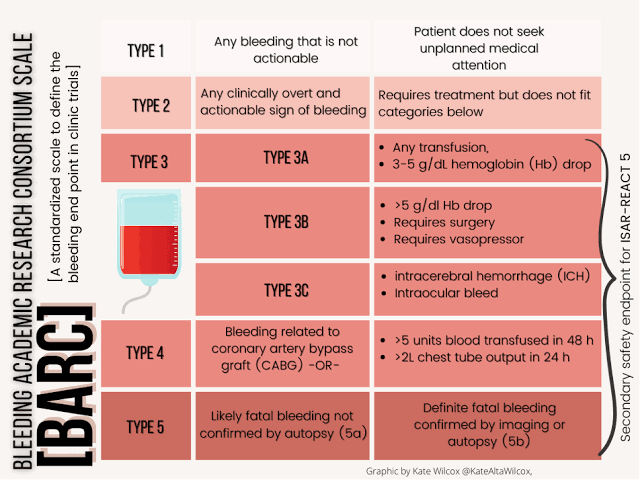 BLEEDING ACADEMIC RESEARCH CONSORTIUM SCALE
[BARC]
[A standardized scale to define the
bleeding end point in clinic trials]
TYPE 1
Any bleeding that is not
actionable
Patient does not seek
unplanned medical
attention
TYPE 2
Any clinically overt and
actionable sign of bleeding
Requires treatment but does not fit
categories below
TYPE 3
TYPE 3A
• Any transfusion,
• 3-5 g/dL hemoglobin (Hb) drop
TYPE 3B
• >5 g/dl Hb drop
• Requires surgery
• Requires vasopressor
TYPE 3C
• intracerebral hemorrhage (ICH)
• Intraocular bleed
TYPE 4
Bleeding related to
coronary artery bypass
graft (CABG) -OR-
• >5 units blood transfused in 48 h
• >2L chest tube output in 24 h
TYPE 5
Likely fatal bleeding not
confirmed by autopsy (5a)
Definite fatal bleeding
confirmed by imaging or
autopsy (5b)
Secondary safety endpoint for ISAR-REACT 5
Graphic by Kate Wilcox @KateAltaWilcox,